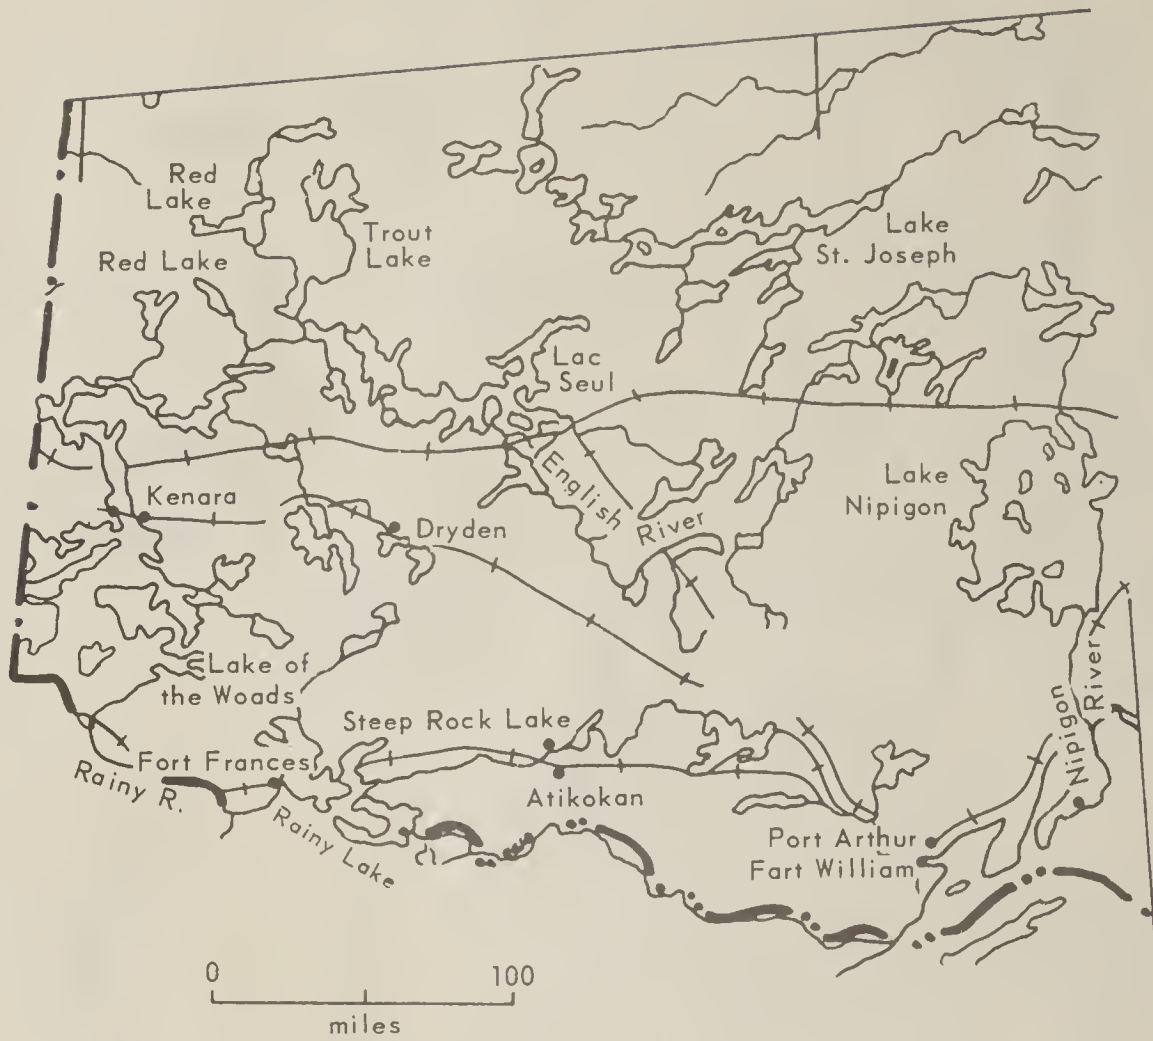 Red
Lake
Trout
Lake
Red Lake
Lake
St. Joseph
Lac
Seul
Lake
Nipigon
Kenara
Dryden
English
River
Lake of
the Woads
Steep Rock Lake
Fort Frances
Rainy R.
Rainy Lake
Atikokan
Nipigon
River
Port Arthur
Fart William
0 100
miles